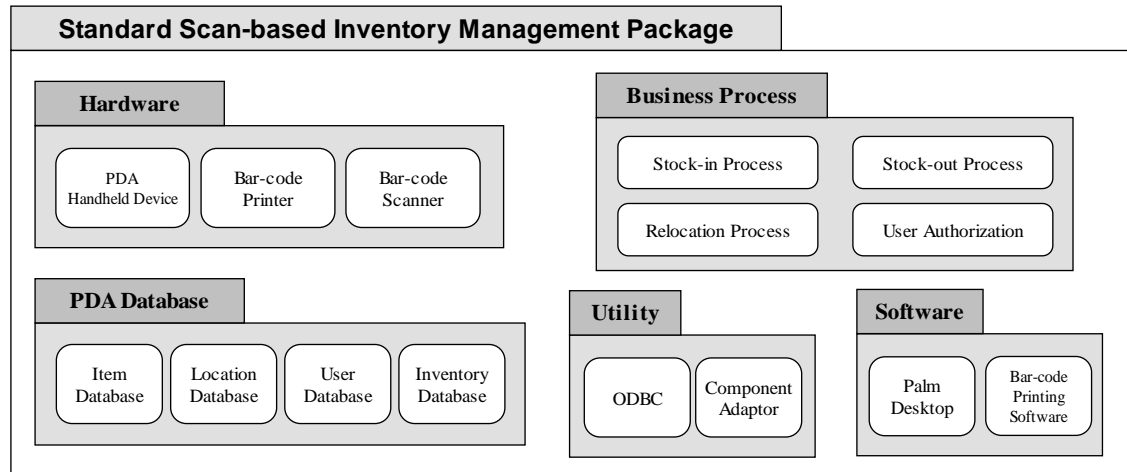 Standard Scan-based Inventory Management Package
Hardware
PDA
Handheld Device
Bar-code
Printer
Bar-code
Scanner
Business Process
Stock-in Process
Stock-out Process
Relocation Process
User Authorization
PDA Database
Item
Database
Location
Database
User
Database
Inventory
Database
Utility
ODBC
Component
Adaptor
Software
Palm
Desktop
Bar-code
Printing
Software